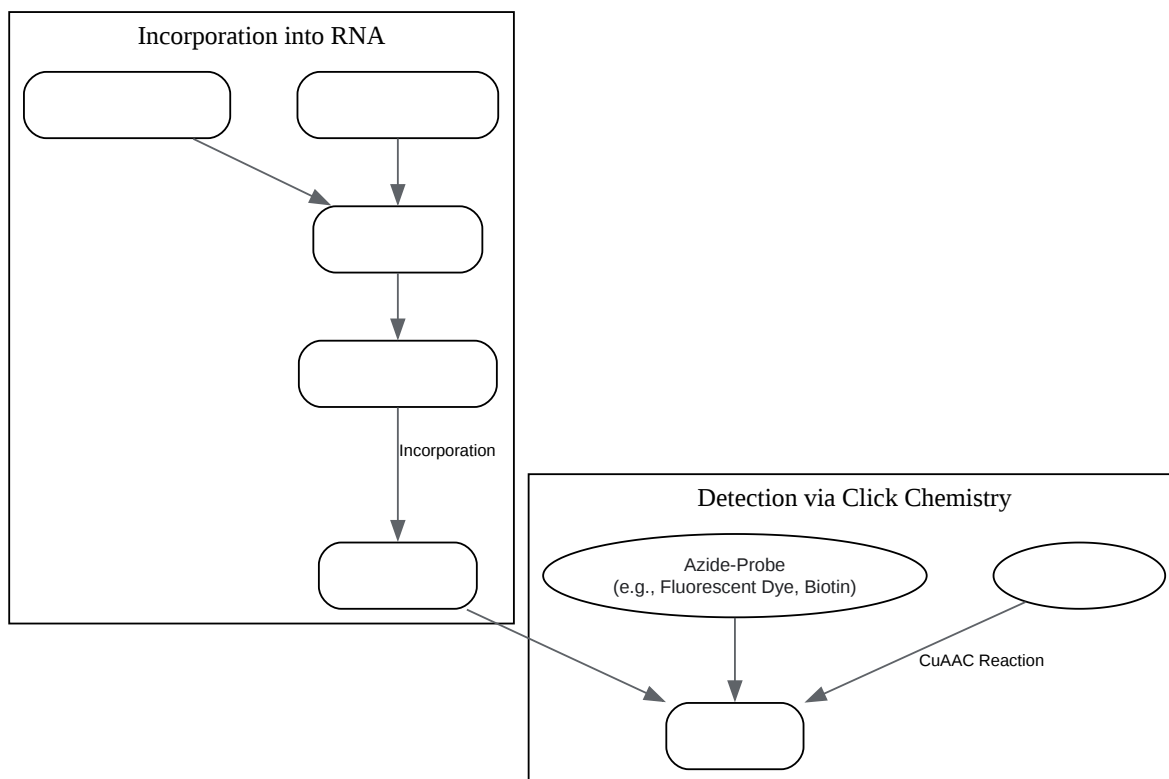 Incorporation into RNA
Incorporation
Detection via Click Chemistry
Azide-Probe
(e.g., Fluorescent Dye, Biotin)
CuAAC Reaction